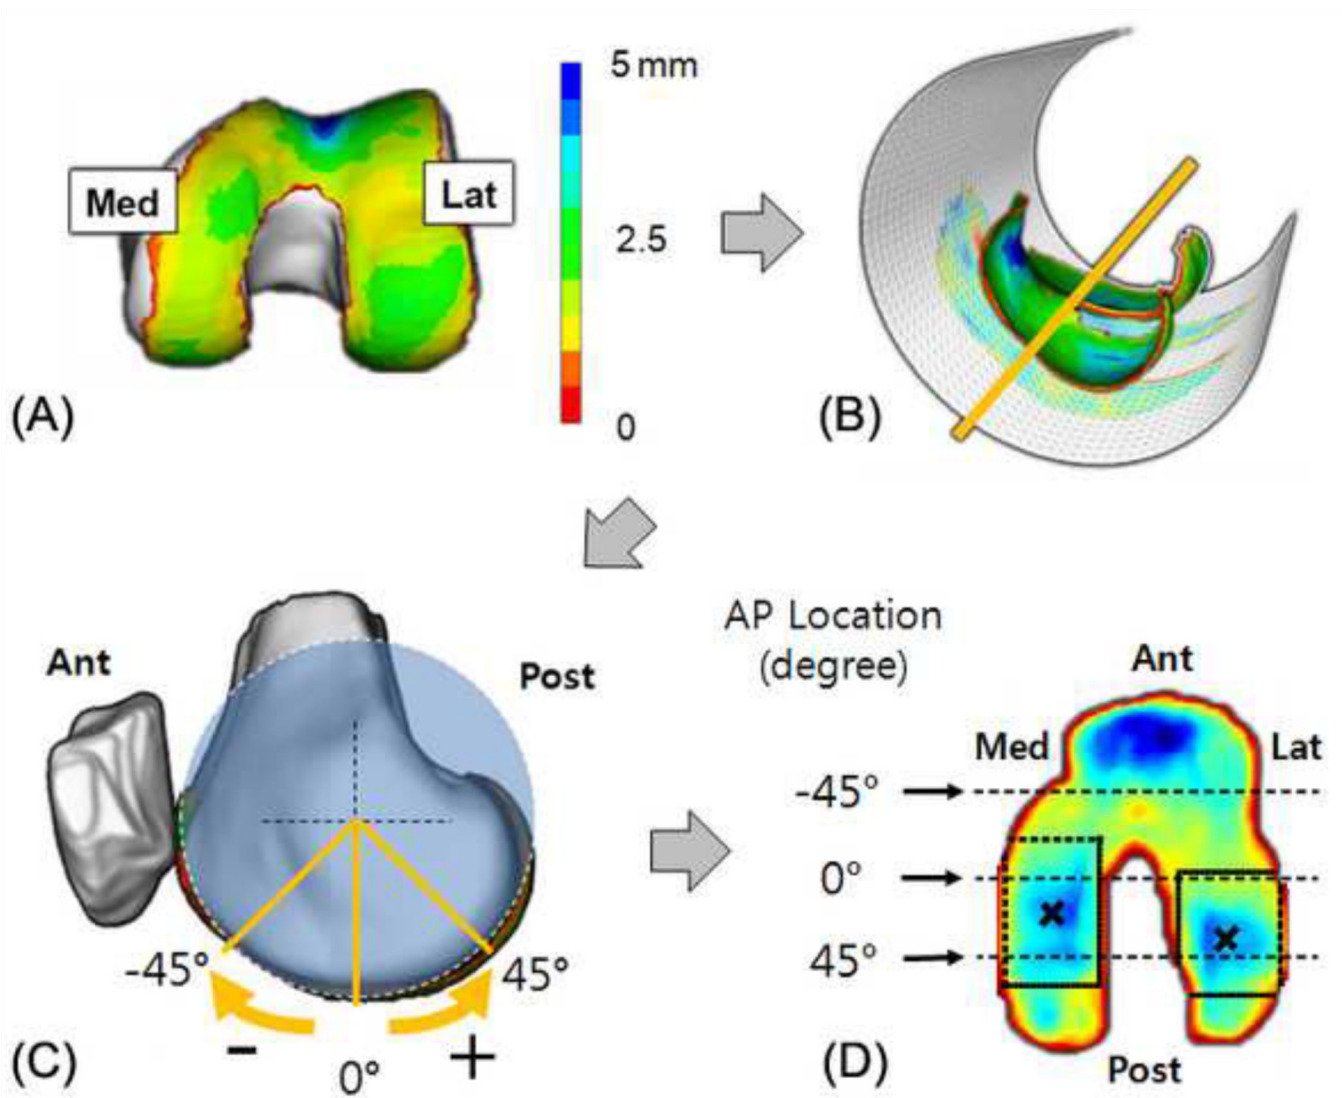 5 mm
Med
Lat
2.5
0
(A)
(B)
Ant
Post
-45°
45°
-
0°
+
(C)
AP Location
(degree)
Ant
Med
Lat
-45°
0°
45°
Post
(D)